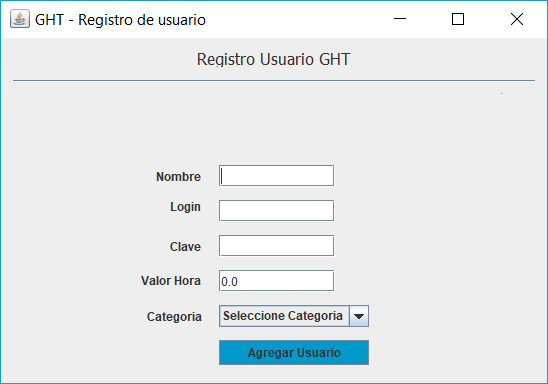 GHT - Registro de usuario
Registro Usuario GHT
Nombre
Login
Clave
Valor Hora 0.0
Categoria Seleccione Categoria
Agregar Usuario